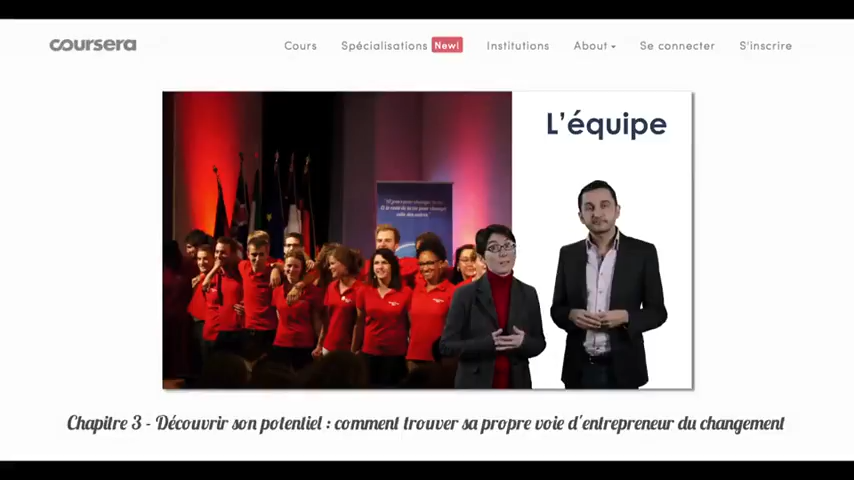 coursera
Cours Spécialisations New! Institutions About Se connecter S'inscrire
L'équipe
Chapitre 3 - Découvrir son potentiel : comment trouver sa propre voie d'entrepreneur du changement